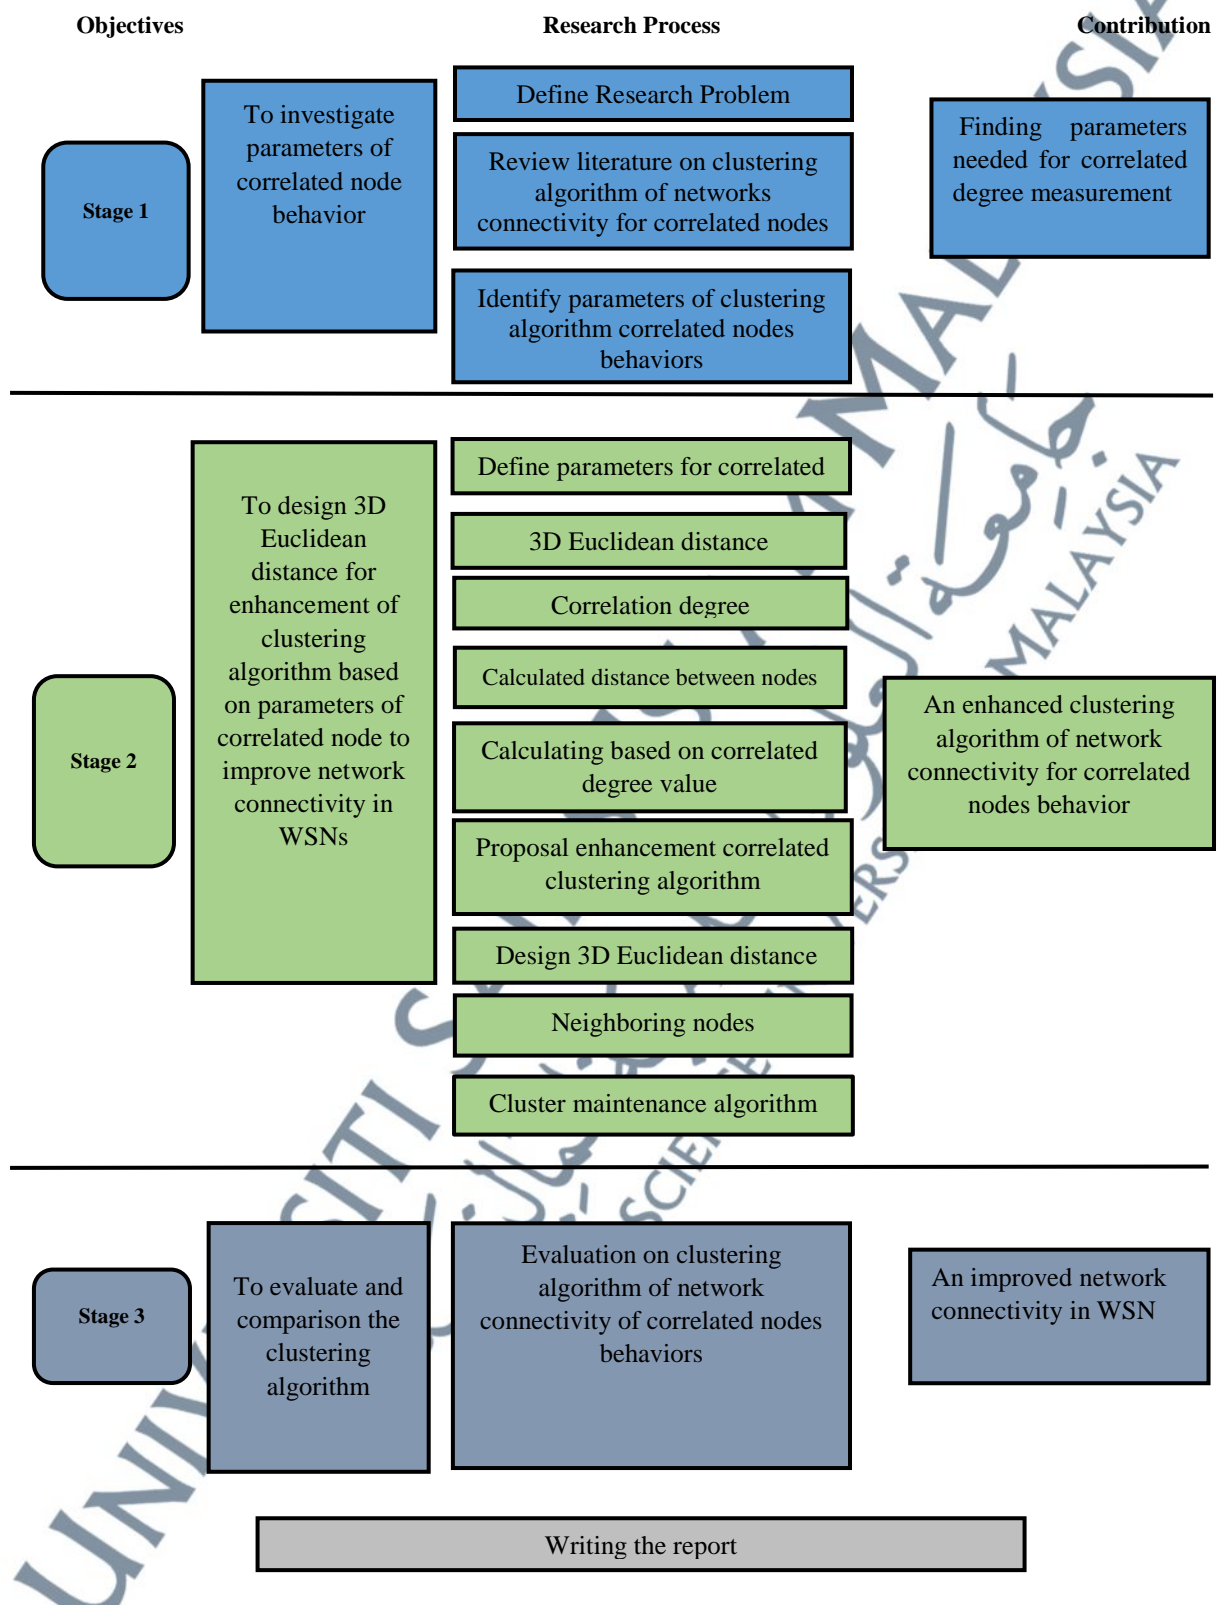 Objectives
Research Process
Contribution
Stage 1
To investigate
parameters of
correlated node
behavior
Define Research Problem
Review literature on clustering
algorithm of networks
connectivity for correlated nodes
Identify parameters of clustering
algorithm correlated nodes
behaviors
Finding parameters
needed for correlated
degree measurement
Stage 2
To design 3D
Euclidean
distance for
enhancement of
clustering
algorithm based
on parameters of
correlated node to
improve network
connectivity in
WSNs
Define parameters for correlated
3D Euclidean distance
Correlation degree
Calculated distance between nodes
Calculating based on correlated
degree value
Proposal enhancement correlated
clustering algorithm
Design 3D Euclidean distance
Neighboring nodes
Cluster maintenance algorithm
An enhanced clustering
algorithm of network
connectivity for correlated
nodes behavior
Stage 3
To evaluate and
comparison the
clustering
algorithm
Evaluation on clustering
algorithm of network
connectivity of correlated nodes
behaviors
An improved network
connectivity in WSN
Writing the report